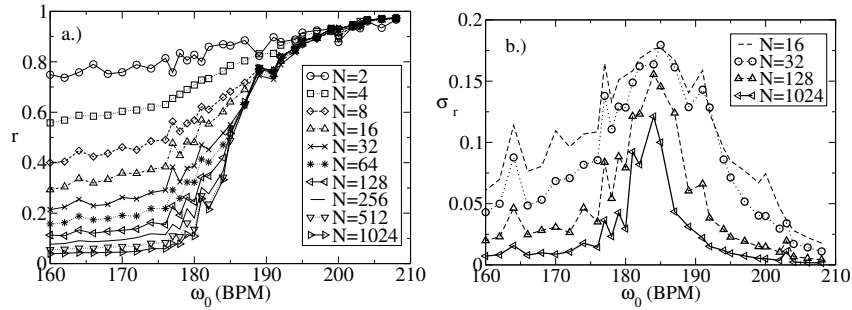 a.)
1
0.8
0.6
0.4
0.2
0
r
N=2
N=4
N=8
N=16
N=32
N=64
N=128
N=256
N=512
N=1024
160 170 180 190 200 210
ω0 (BPM)
b.)
0.2
0.15
0.1
0.05
0
σr
N=16
N=32
N=128
N=1024
160 170 180 190 200 210
ω0 (BPM)